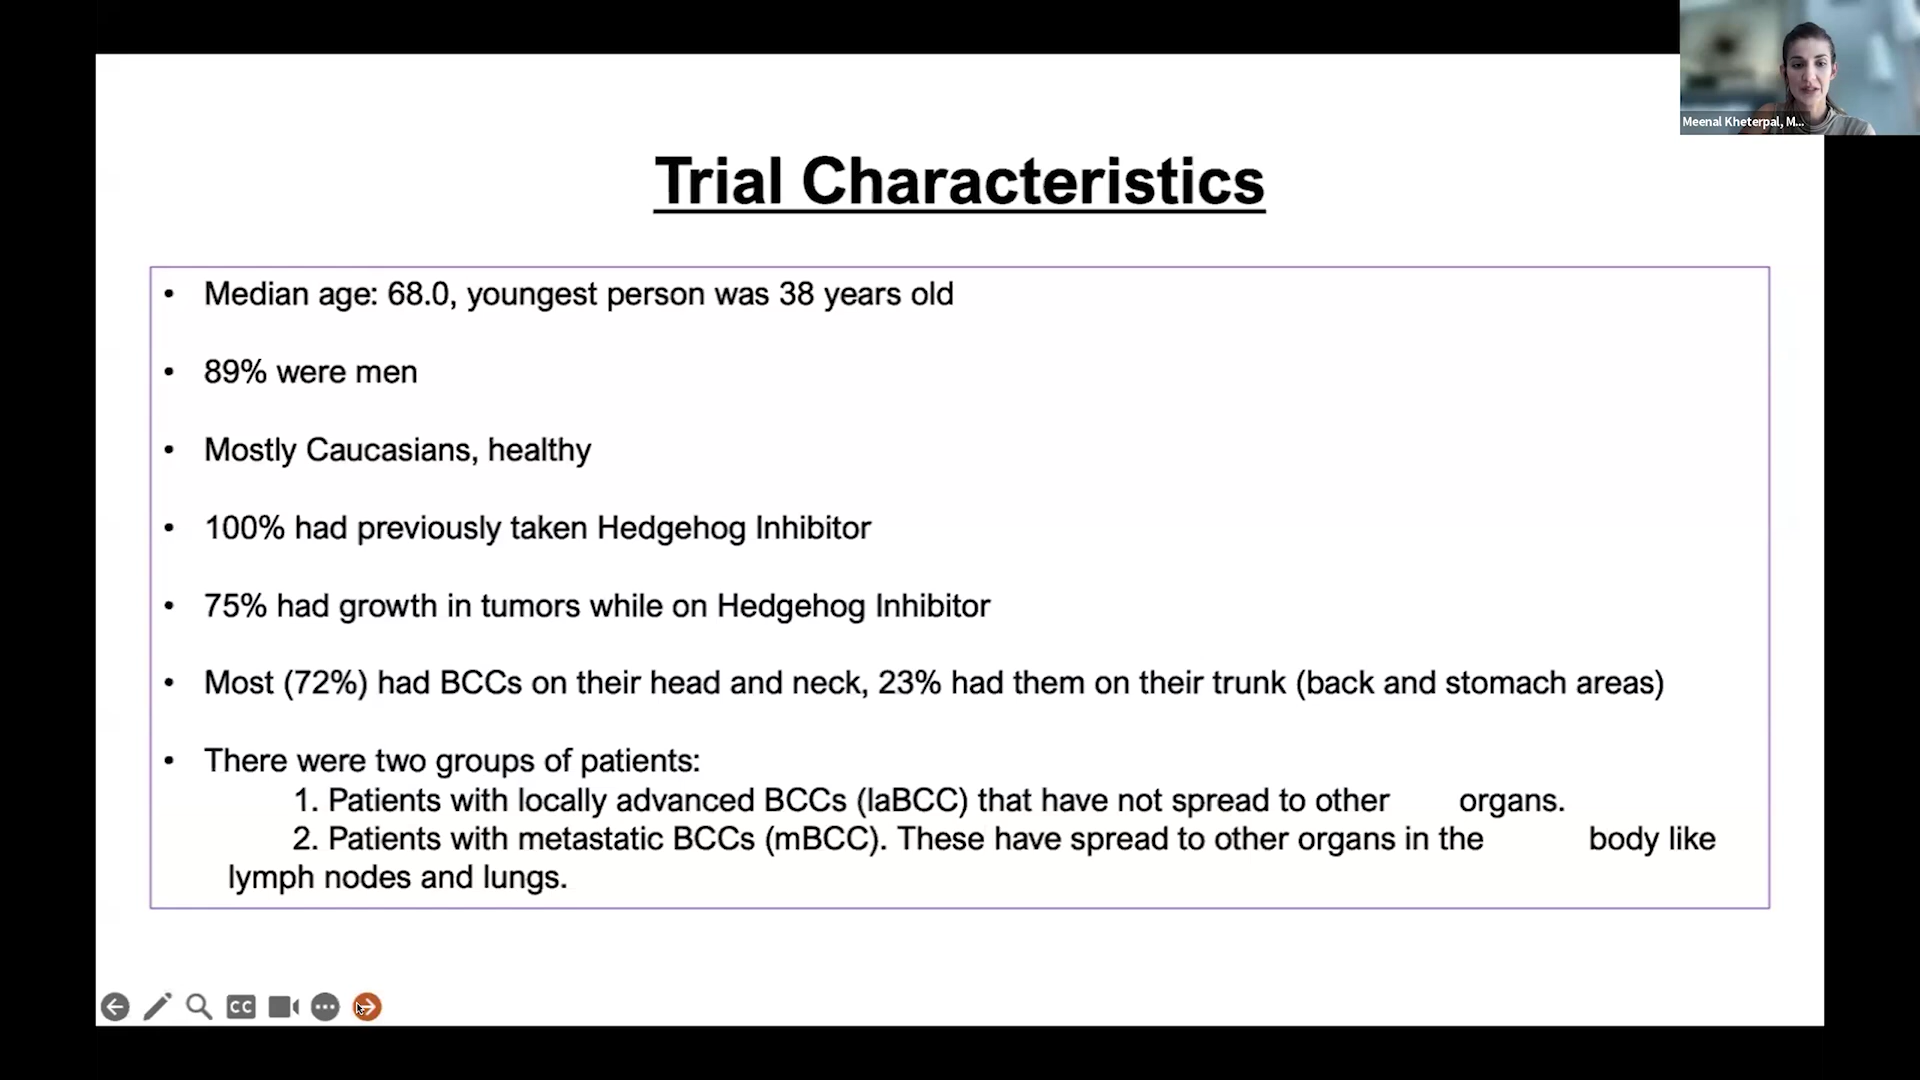 Meenal Kheterpal, M...
Trial Characteristics
• Median age: 68.0, youngest person was 38 years old
• 89% were men
• Mostly Caucasians, healthy
• 100% had previously taken Hedgehog Inhibitor
• 75% had growth in tumors while on Hedgehog Inhibitor
• Most (72%) had BCCs on their head and neck, 23% had them on their trunk (back and stomach areas)
• There were two groups of patients:
1. Patients with locally advanced BCCs (laBCC) that have not spread to other organs.
2. Patients with metastatic BCCs (mBCC). These have spread to other organs in the body like
lymph nodes and lungs.
CC